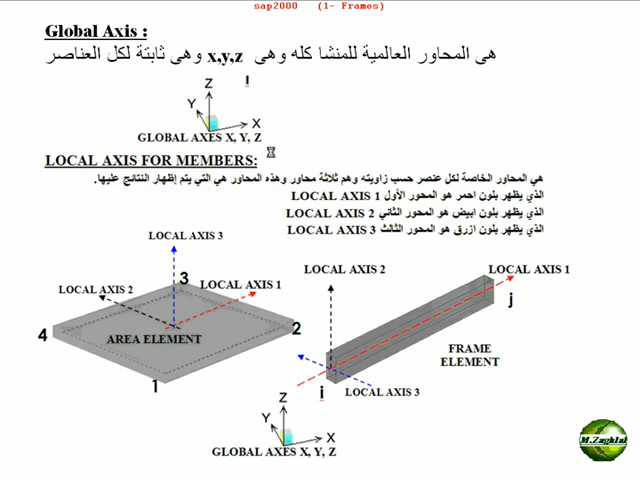 sap2000 (1- Frames)
Global Axis :
هى المحاور العالمية للمنشا كله وهى x,y,z وهى ثابتة لكل العناصر
Z
Y
X
GLOBAL AXES X, Y, Z
LOCAL AXIS FOR MEMBERS:
هي المحاور الخاصة لكل عنصر حسب زاويته وهم ثلاثة محاور وهذه المحاور هي التي يتم إظهار النتائج عليها.
الذي يظهر بلون احمر هو المحور الأول LOCAL AXIS 1
الذي يظهر بلون ابيض هو المحور الثاني LOCAL AXIS 2
الذي يظهر بلون ازرق هو المحور الثالث LOCAL AXIS 3
LOCAL AXIS 3
LOCAL AXIS 2
3
LOCAL AXIS 1
4
AREA ELEMENT
2
1
LOCAL AXIS 2
LOCAL AXIS 1
j
FRAME
ELEMENT
i
LOCAL AXIS 3
Z
Y
X
GLOBAL AXES X, Y, Z
M.Zaghlal